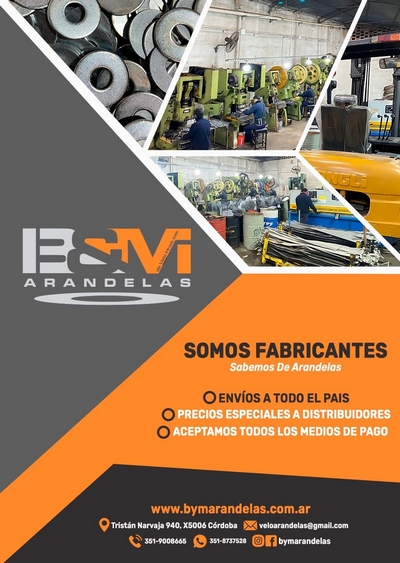 B&M
ARANDELAS
SOMOS FABRICANTES
Sabemos De Arandelas
ENVÍOS A TODO EL PAIS
PRECIOS ESPECIALES A DISTRIBUIDORES
ACEPTAMOS TODOS LOS MEDIOS DE PAGO
www.bymarandelas.com.ar
Tristán Narvaja 940, X5006 Córdoba veloarandelas@gmail.com
351-9008665 351-8737528 bymarandelas